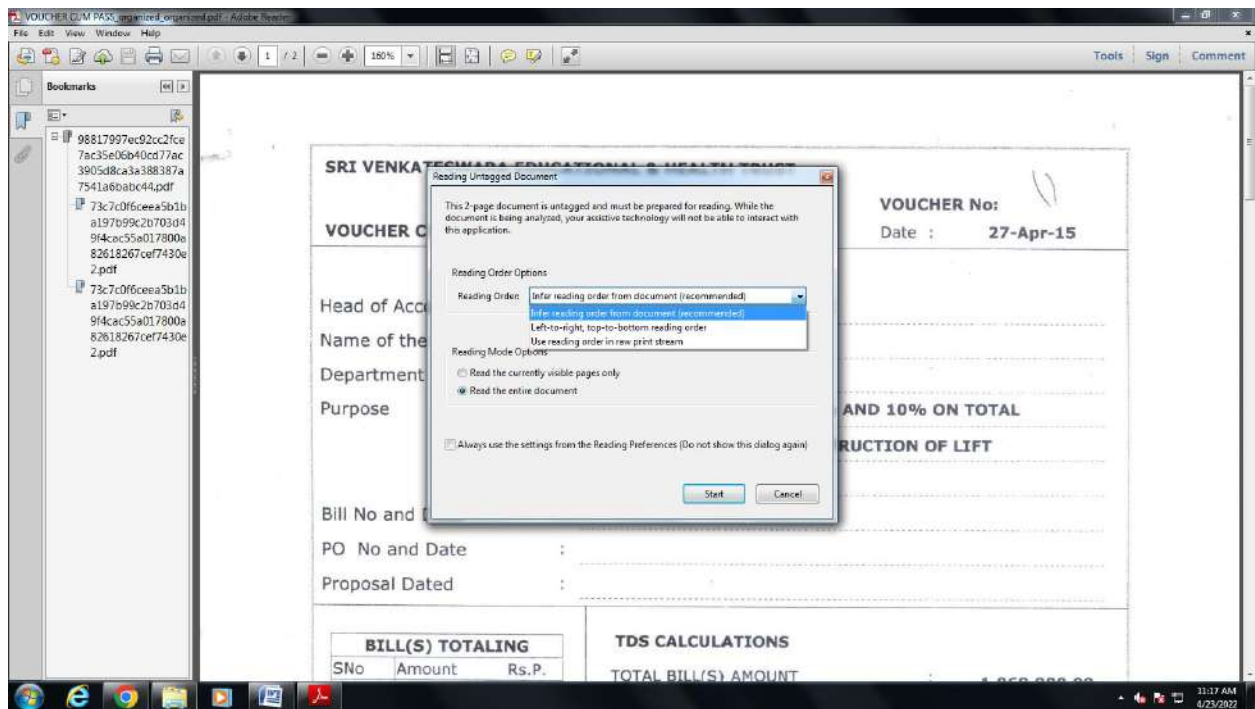 VOUCHER CUM PASS_organized_organized.pdf - Adobe Reader
File Edit View Window Help
1 / 2 160% Tools Sign Comment
Bookmarks
98817997ec92cc2fce
7ac35e06b40cd77ac
3905d8ca3a388387a
7541a6babc44.pdf
73c7c0f6ceea5b1b
a197b99c2b703d4
9f4cac55a017800a
82618267cef7430e
2.pdf
73c7c0f6ceea5b1b
a197b99c2b703d4
9f4cac55a017800a
82618267cef7430e
2.pdf
SRI VENKATESWARA EDUCATIONAL & HEALTH TRUST
VOUCHER No:
VOUCHER C
Date : 27-Apr-15
Head of Acco
Name of the
Department
Purpose
AND 10% ON TOTAL
RUCTION OF LIFT
Bill No and
PO No and Date :
Proposal Dated :
BILL(S) TOTALING
SNo Amount Rs.P.
TDS CALCULATIONS
TOTAL BILL(S) AMOUNT :
Reading Untagged Document
This 2-page document is untagged and must be prepared for reading. While the
document is being analyzed, your assistive technology will not be able to interact with
this application.
Reading Order Options
Reading Order: Infer reading order from document (recommended)
Infer reading order from document (recommended)
Left-to-right, top-to-bottom reading order
Use reading order in raw print stream
Reading Mode Options
Read the currently visible pages only
Read the entire document
Always use the settings from the Reading Preferences (Do not show this dialog again)
Start Cancel
11:17 AM
4/23/2022